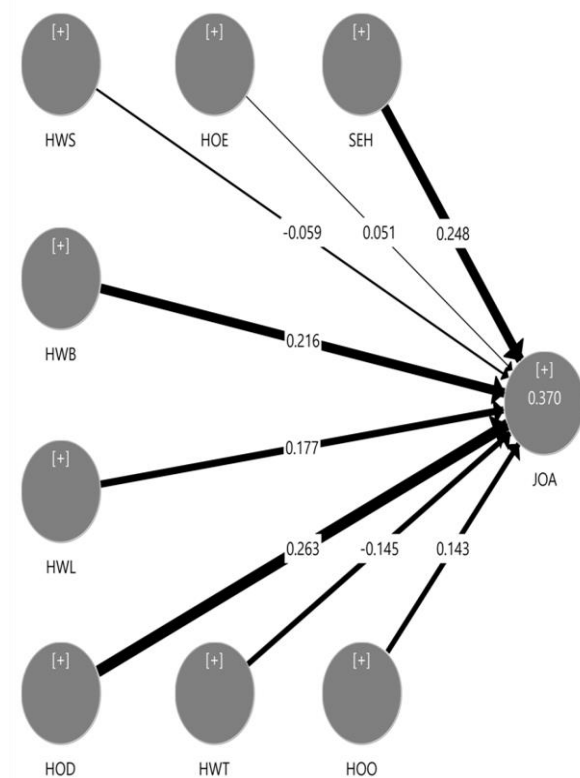 [+] [+] [+]
HWS HOE SEH
-0.059 0.051 0.248
[+]
HWB
0.216
[+]
0.370
JOA
[+]
HWL
0.177
0.263 -0.145 0.143
[+] [+] [+]
HOD HWT HOO